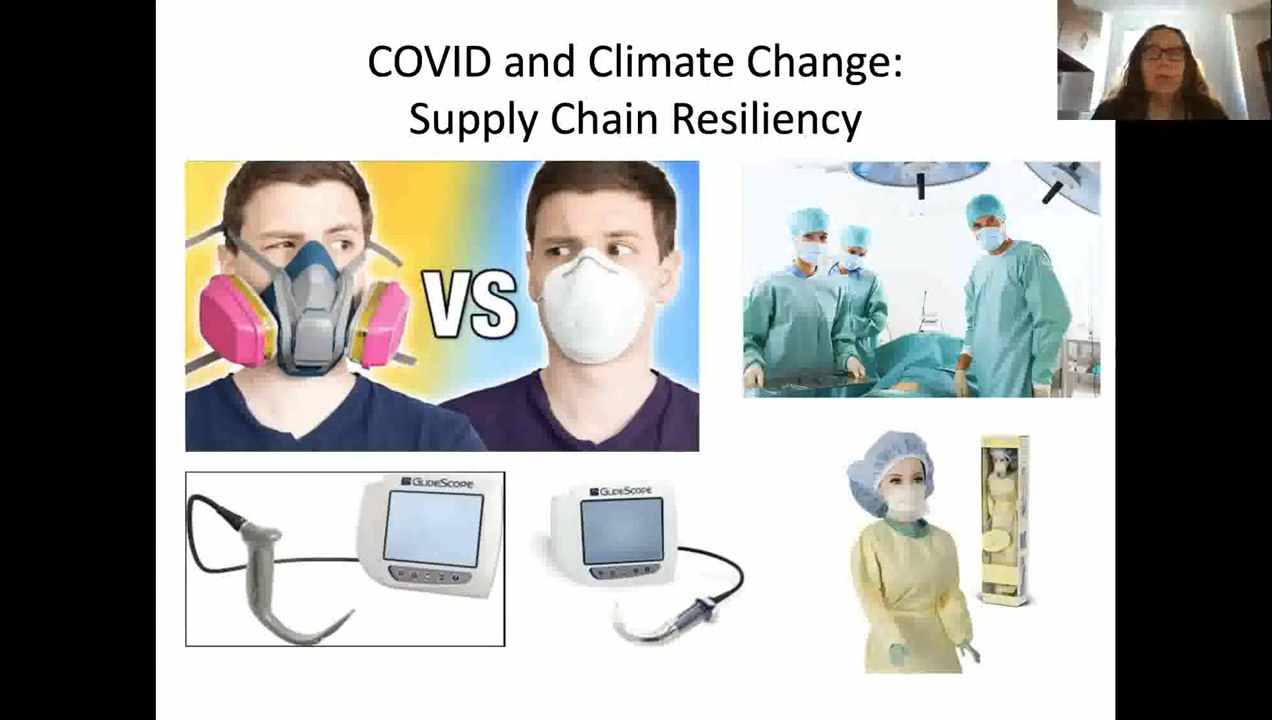 COVID and Climate Change:
Supply Chain Resiliency
VS
GLIDESCOPE
GLIDESCOPE